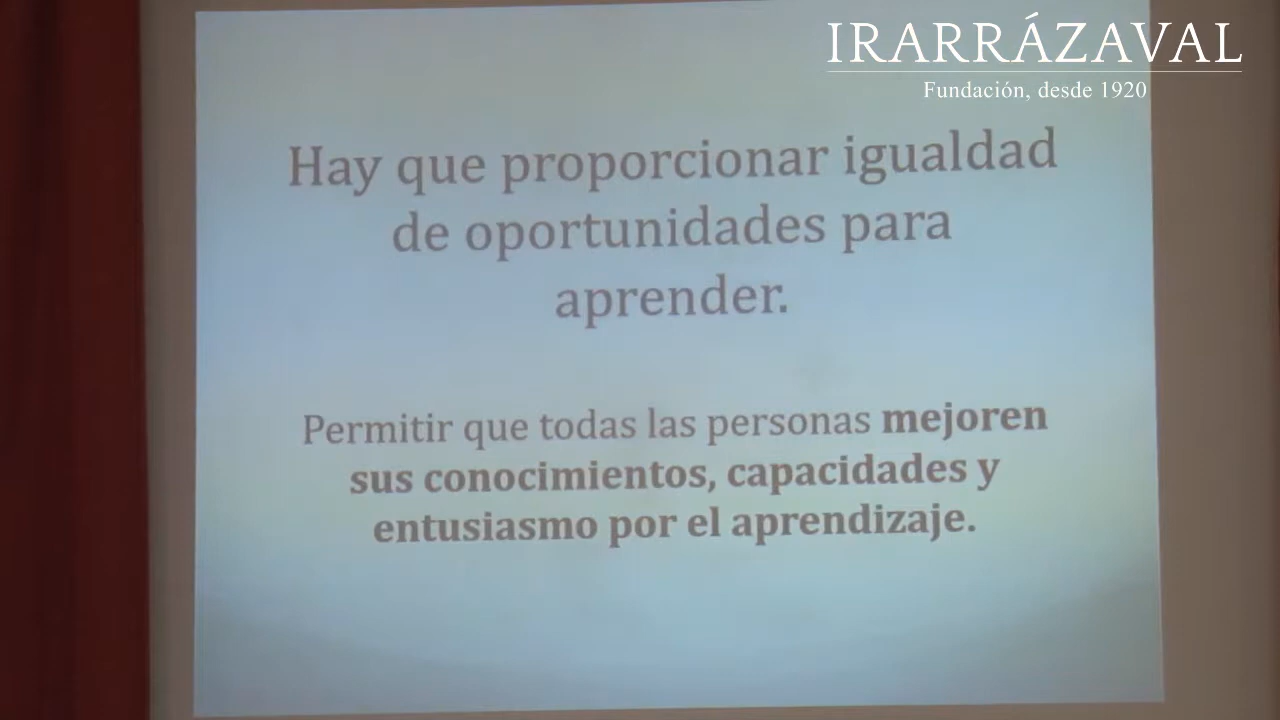 IRARRÁZAVAL
Fundación, desde 1920
Hay que proporcionar igualdad
de oportunidades para
aprender.
Permitir que todas las personas mejoren
sus conocimientos, capacidades y
entusiasmo por el aprendizaje.